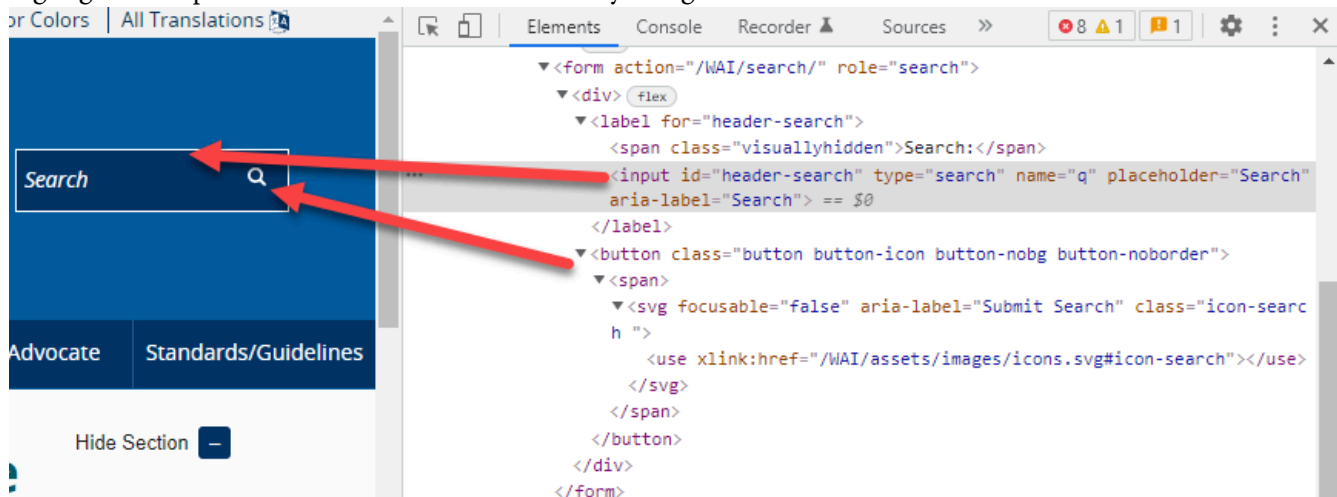 or Colors | All Translations
Search
Advocate Standards/Guidelines
Hide Section –
Elements Console Recorder Sources » 8 1 1
▼<form action="/WAI/search/" role="search">
▼<div> flex
▼<label for="header-search">
<span class="visuallyhidden">Search:</span>
... <input id="header-search" type="search" name="q" placeholder="Search"
aria-label="Search"> == $0
</label>
▼<button class="button button-icon button-nobg button-noborder">
▼<span>
▼<svg focusable="false" aria-label="Submit Search" class="icon-searc
h ">
<use xlink:href="/WAI/assets/images/icons.svg#icon-search"></use>
</svg>
</span>
</button>
</div>
</form>